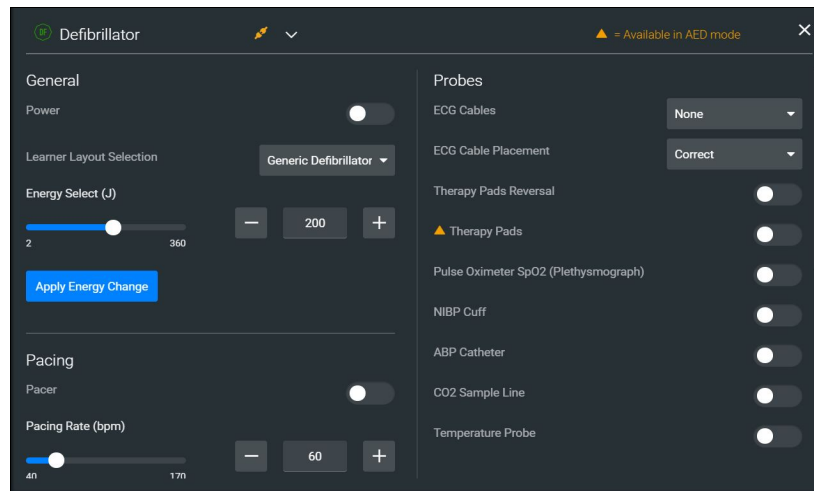 DF Defibrillator
= Available in AED mode
General
Power
Learner Layout Selection
Generic Defibrillator
Energy Select (J)
200
2
360
Apply Energy Change
Pacing
Pacer
Pacing Rate (bpm)
60
40
170
Probes
ECG Cables
None
ECG Cable Placement
Correct
Therapy Pads Reversal
Therapy Pads
Pulse Oximeter SpO2 (Plethysmograph)
NIBP Cuff
ABP Catheter
CO2 Sample Line
Temperature Probe